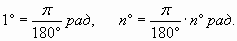 1° = π/180° рад,   n° = π/180° · n° рад.